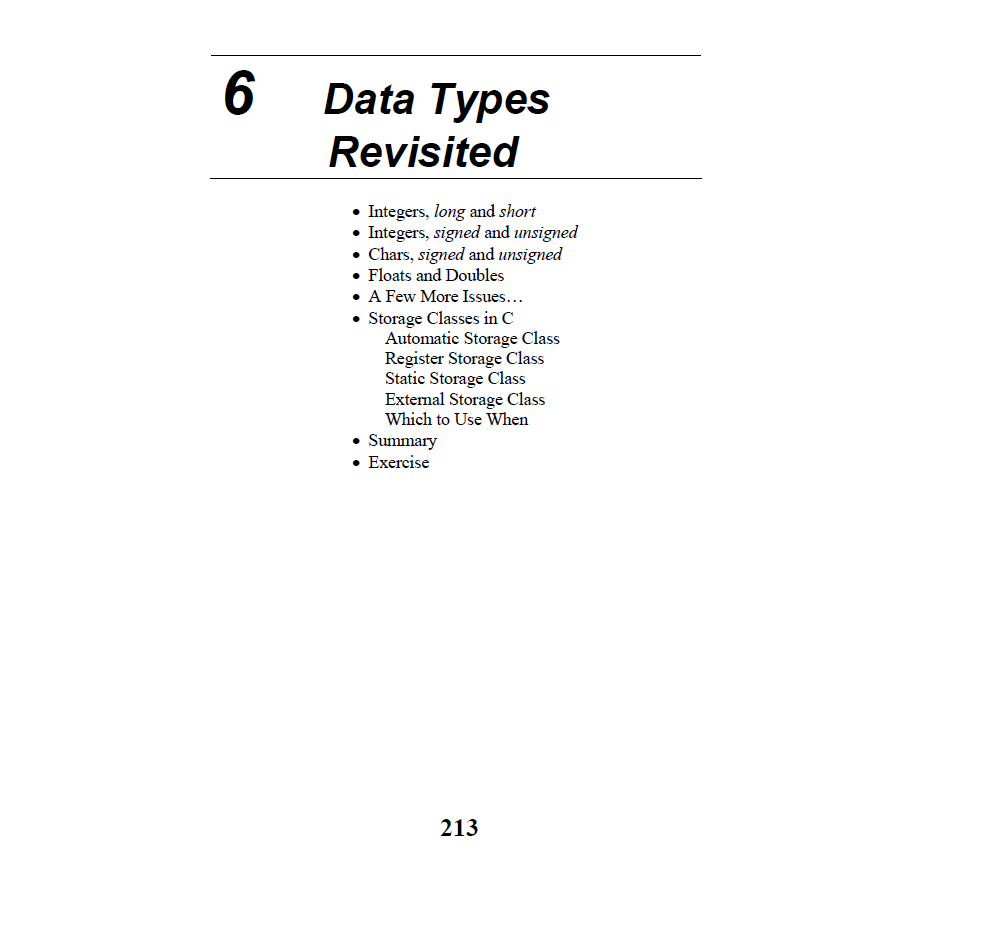 6 Data Types
Revisited
• Integers, long and short
• Integers, signed and unsigned
• Chars, signed and unsigned
• Floats and Doubles
• A Few More Issues…
• Storage Classes in C
Automatic Storage Class
Register Storage Class
Static Storage Class
External Storage Class
Which to Use When
• Summary
• Exercise
213